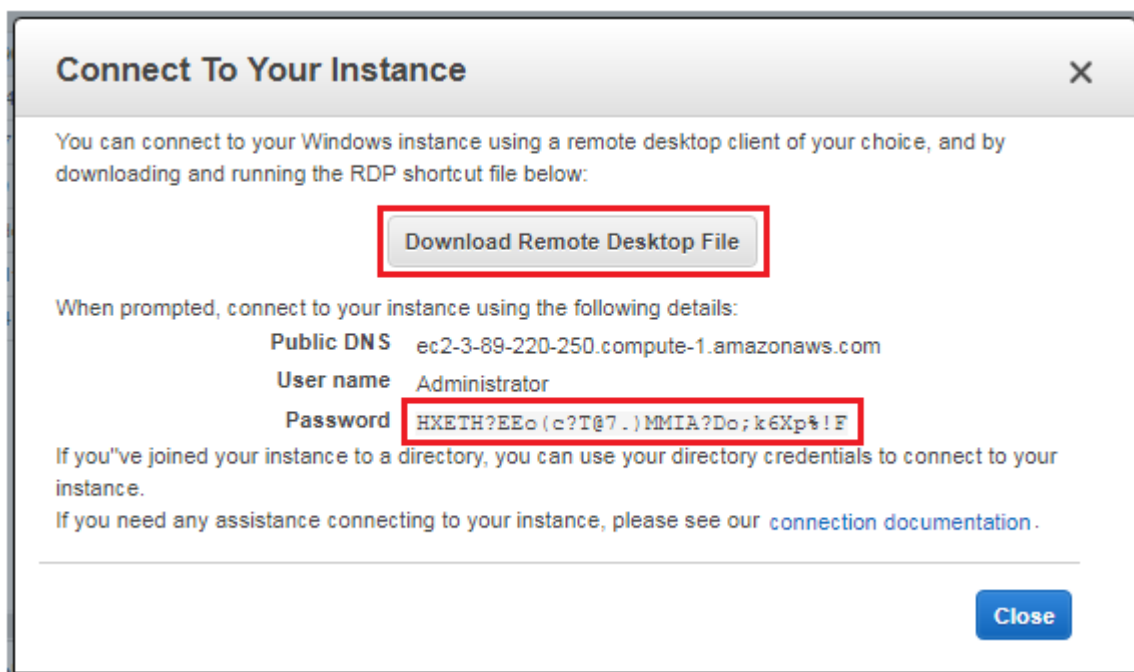 Connect To Your Instance
You can connect to your Windows instance using a remote desktop client of your choice, and by
downloading and running the RDP shortcut file below:
Download Remote Desktop File
When prompted, connect to your instance using the following details:
Public DNS ec2-3-89-220-250.compute-1.amazonaws.com
User name Administrator
Password HXETH?EEo(c?T@7.)MMIA?Do;k6Xp%!F
If you"ve joined your instance to a directory, you can use your directory credentials to connect to your
instance.
If you need any assistance connecting to your instance, please see our connection documentation.
Close